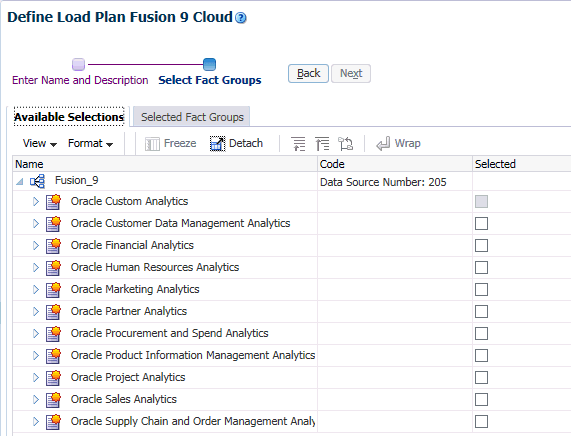 Define Load Plan Fusion 9 Cloud
Enter Name and Description Select Fact Groups Back Next
Available Selections Selected Fact Groups
View Format Freeze Detach Wrap
Name Code Selected
Fusion_9 Data Source Number: 205
Oracle Custom Analytics
Oracle Customer Data Management Analytics
Oracle Financial Analytics
Oracle Human Resources Analytics
Oracle Marketing Analytics
Oracle Partner Analytics
Oracle Procurement and Spend Analytics
Oracle Product Information Management Analytics
Oracle Project Analytics
Oracle Sales Analytics
Oracle Supply Chain and Order Management Analy